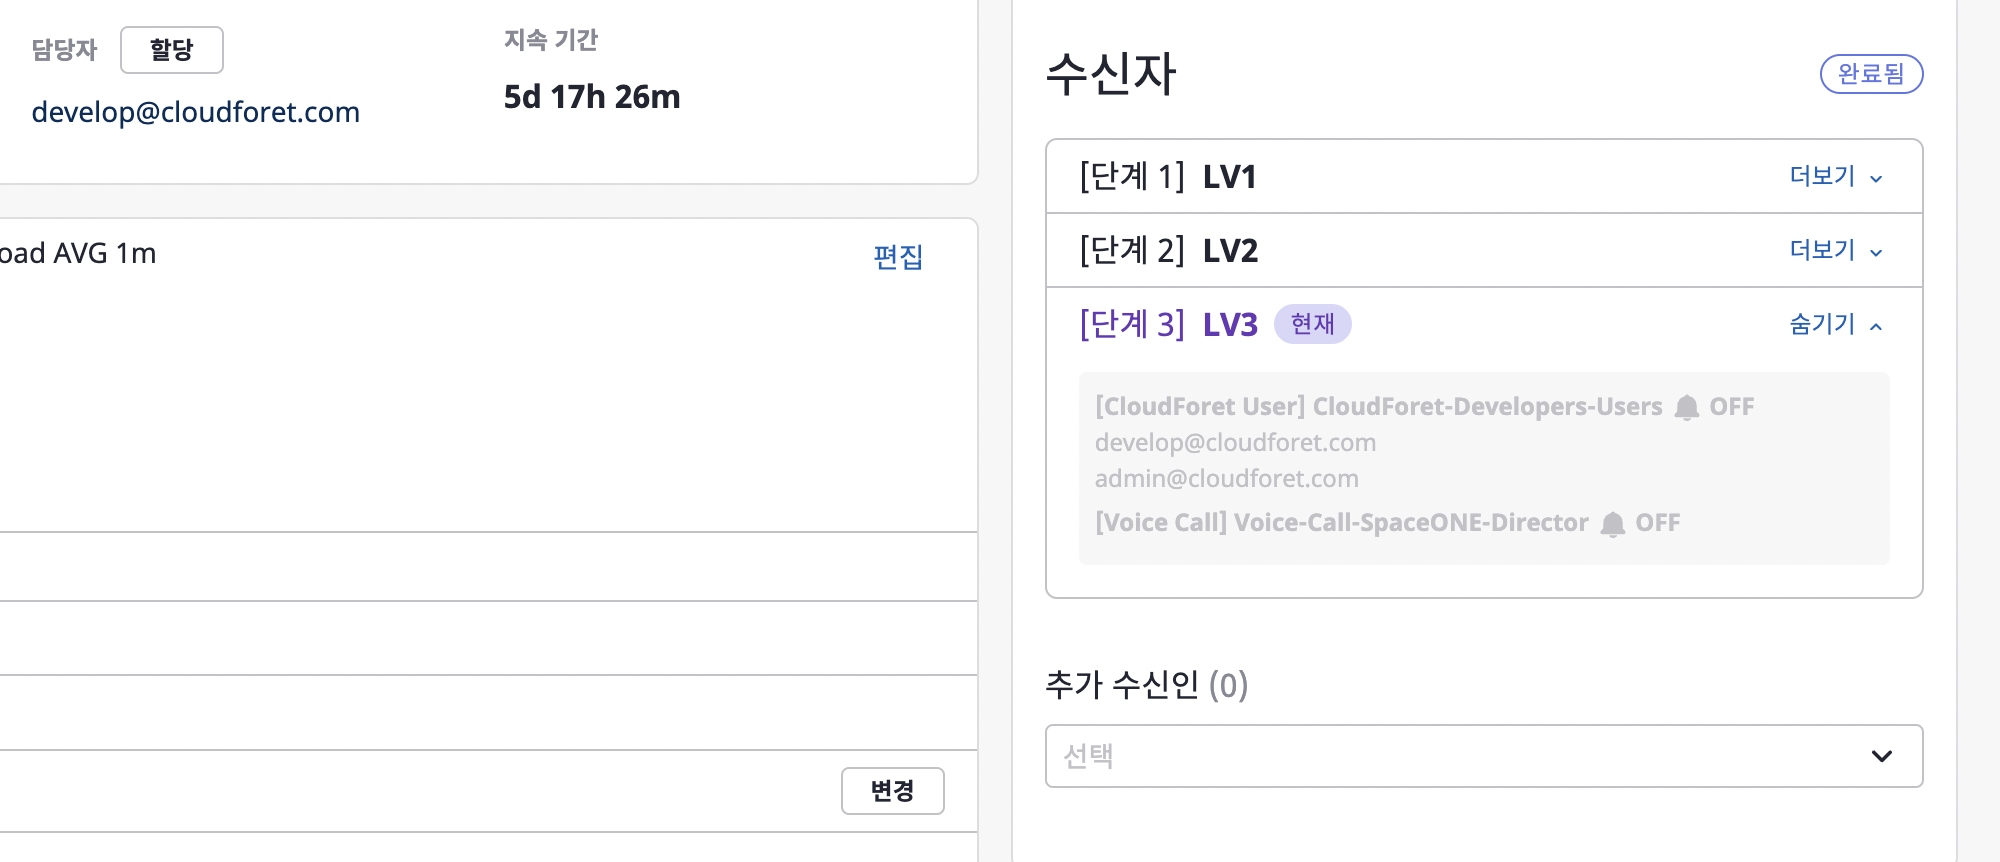 담당자 할당
develop@cloudforet.com
지속 기간
5d 17h 26m
oad AVG 1m
편집
변경
수신자
완료됨
[단계 1] LV1 더보기
[단계 2] LV2 더보기
[단계 3] LV3 현재 숨기기
[CloudForet User] CloudForet-Developers-Users OFF
develop@cloudforet.com
admin@cloudforet.com
[Voice Call] Voice-Call-SpaceONE-Director OFF
추가 수신인 (0)
선택